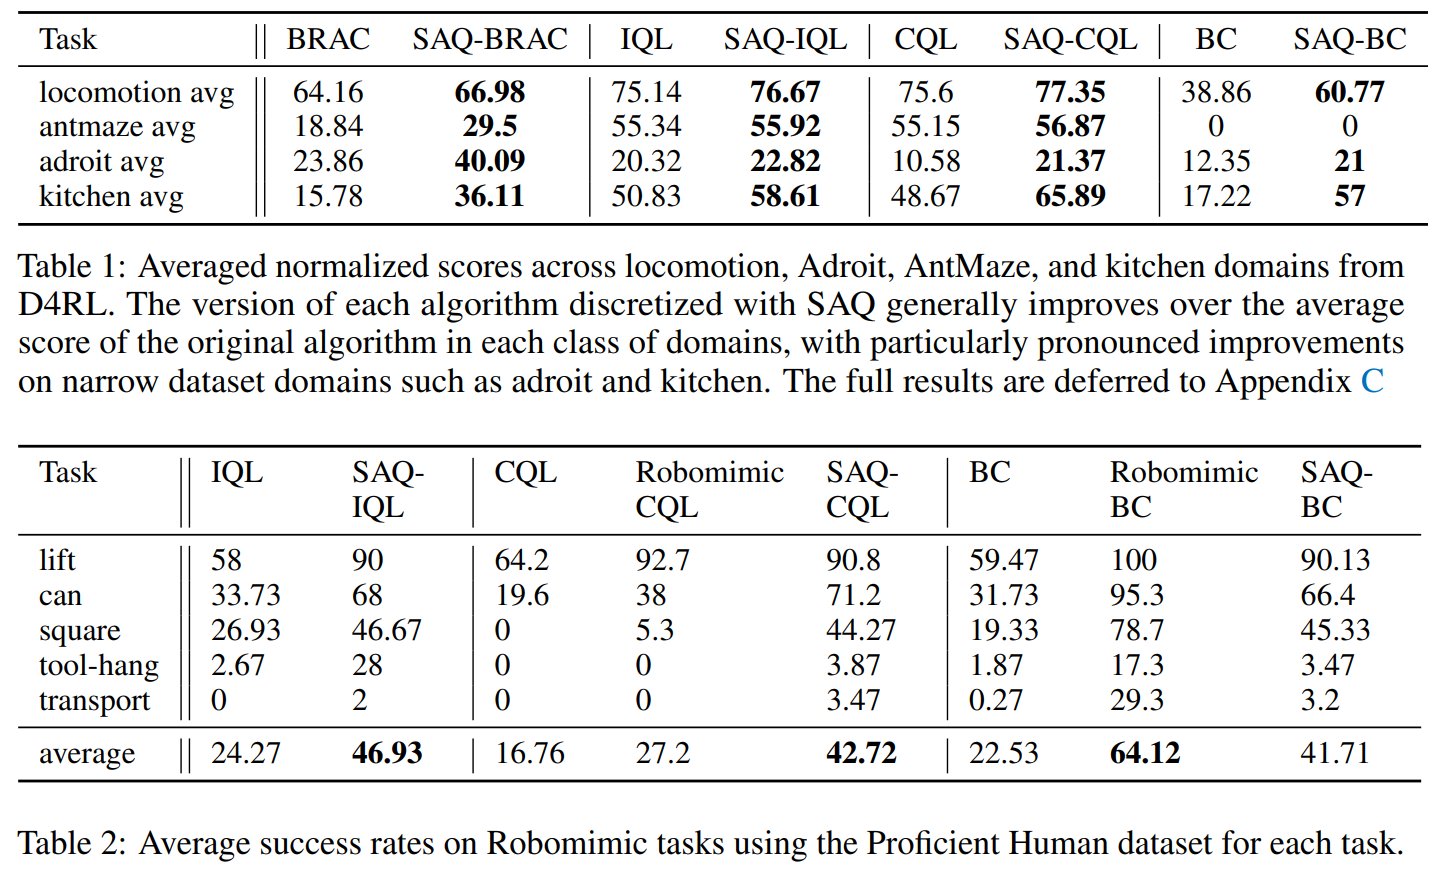 Task BRAC SAQ-BRAC IQL SAQ-IQL CQL SAQ-CQL BC SAQ-BC
locomotion avg 64.16 66.98 75.14 76.67 75.6 77.35 38.86 60.77
antmaze avg 18.84 29.5 55.34 55.92 55.15 56.87 0 0
adroit avg 23.86 40.09 20.32 22.82 10.58 21.37 12.35 21
kitchen avg 15.78 36.11 50.83 58.61 48.67 65.89 17.22 57
Table 1: Averaged normalized scores across locomotion, Adroit, AntMaze, and kitchen domains from
D4RL. The version of each algorithm discretized with SAQ generally improves over the average
score of the original algorithm in each class of domains, with particularly pronounced improvements
on narrow dataset domains such as adroit and kitchen. The full results are deferred to Appendix C
Task IQL SAQ- CQL Robomimic SAQ- BC Robomimic SAQ-
IQL CQL CQL BC BC
lift 58 90 64.2 92.7 90.8 59.47 100 90.13
can 33.73 68 19.6 38 71.2 31.73 95.3 66.4
square 26.93 46.67 0 5.3 44.27 19.33 78.7 45.33
tool-hang 2.67 28 0 0 3.87 1.87 17.3 3.47
transport 0 2 0 0 3.47 0.27 29.3 3.2
average 24.27 46.93 16.76 27.2 42.72 22.53 64.12 41.71
Table 2: Average success rates on Robomimic tasks using the Proficient Human dataset for each task.